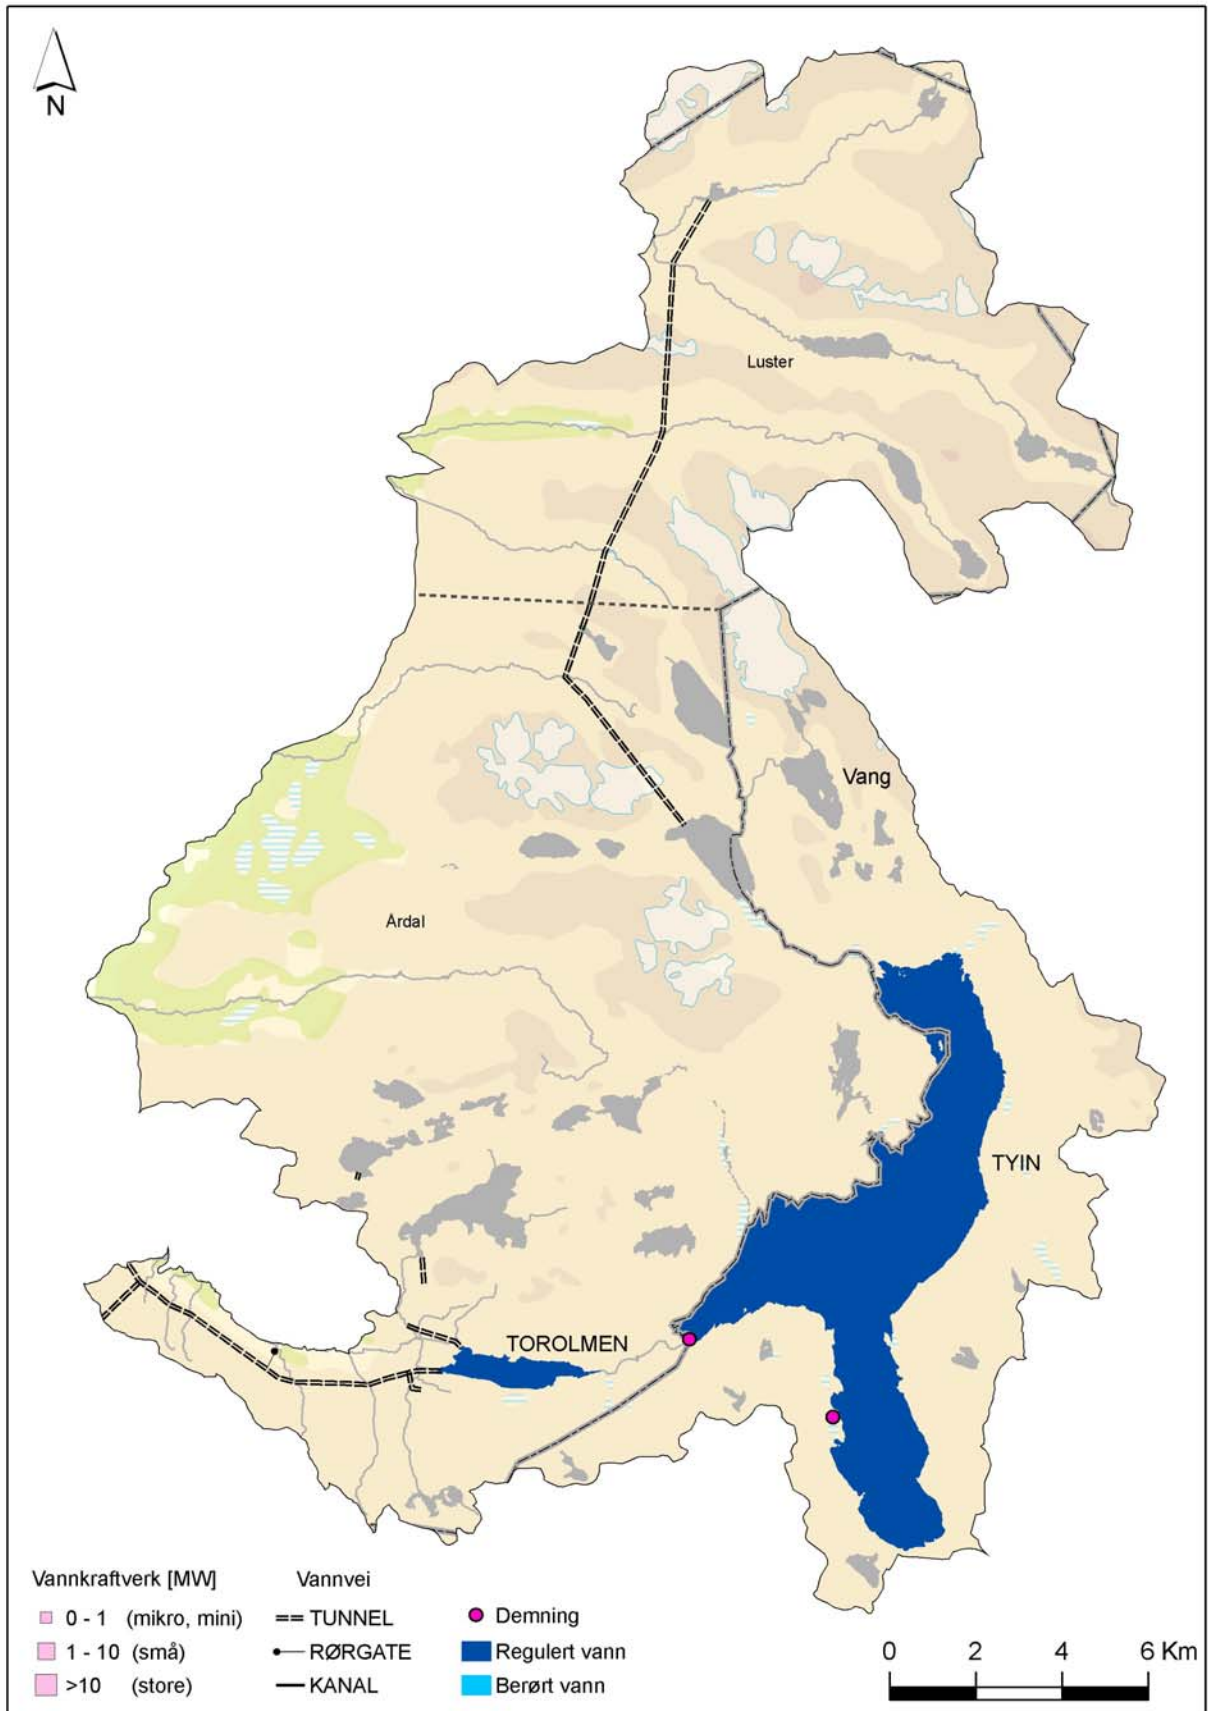 N
Luster
Vang
Årdal
TYIN
TOROLMEN
Vannkraftverk [MW]
0 - 1 (mikro, mini)
1 - 10 (små)
>10 (store)
Vannvei
TUNNEL
RØRGATE
KANAL
Demning
Regulert vann
Berørt vann
0 2 4 6 Km